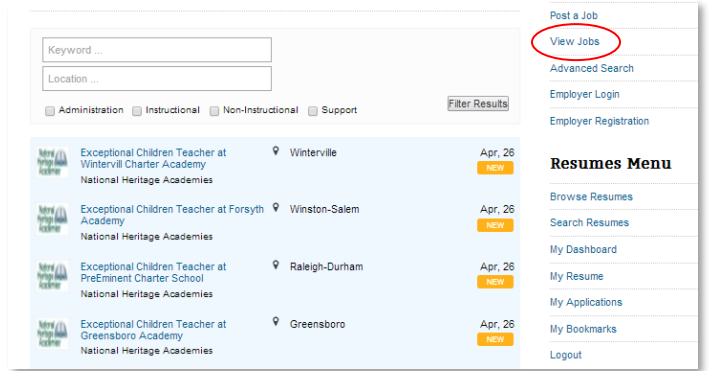 Keyword ...
Location ...
Administration Instructional Non-Instructional Support
Filter Results
Exceptional Children Teacher at
Wintervill Charter Academy
National Heritage Academies
Winterville
Apr, 26
NEW
Exceptional Children Teacher at Forsyth
Academy
National Heritage Academies
Winston-Salem
Apr, 26
NEW
Exceptional Children Teacher at
PreEminent Charter School
National Heritage Academies
Raleigh-Durham
Apr, 26
NEW
Exceptional Children Teacher at
Greensboro Academy
National Heritage Academies
Greensboro
Apr, 26
NEW
Post a Job
View Jobs
Advanced Search
Employer Login
Employer Registration
Resumes Menu
Browse Resumes
Search Resumes
My Dashboard
My Resume
My Applications
My Bookmarks
Logout